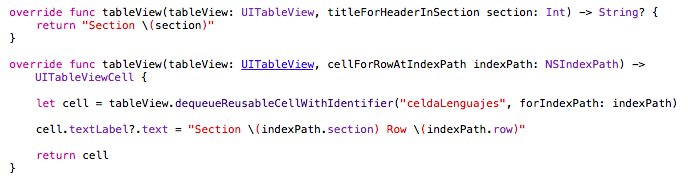 override func tableView(tableView: UITableView, titleForHeaderInSection section: Int) -> String? {
return "Section \(section)"
}
override func tableView(tableView: UITableView, cellForRowAtIndexPath indexPath: NSIndexPath) ->
UITableViewCell {
let cell = tableView.dequeueReusableCellWithIdentifier("celdaLenguajes", forIndexPath: indexPath)
cell.textLabel?.text = "Section \(indexPath.section) Row \(indexPath.row)"
return cell
}